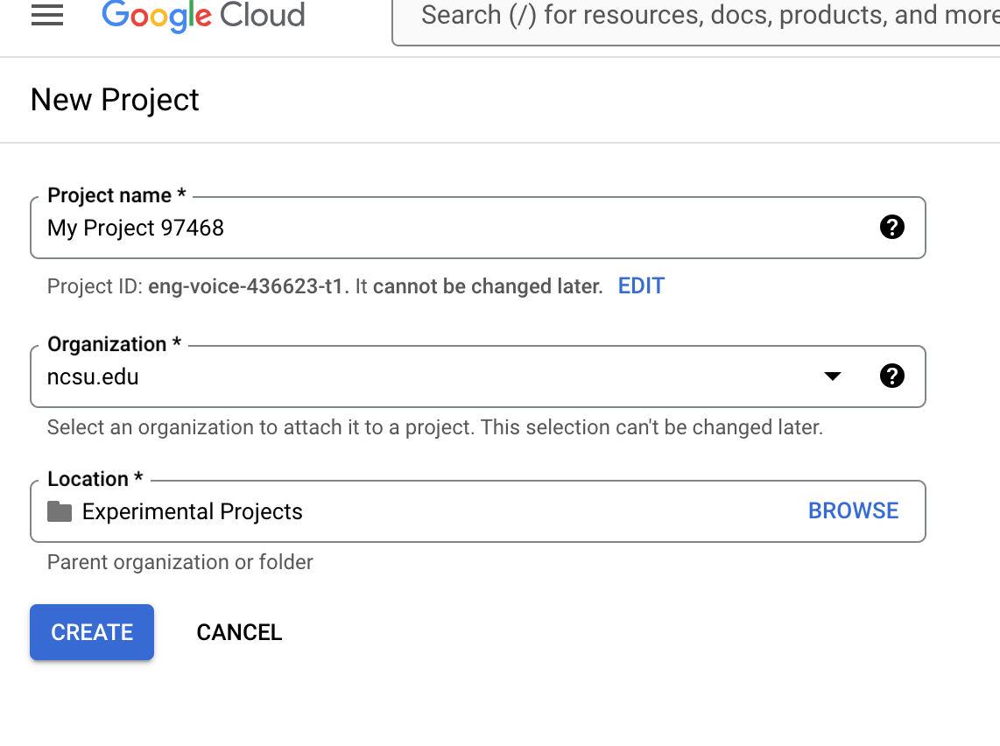 Google Cloud
Search (/) for resources, docs, products, and more
New Project
Project name *
My Project 97468
Project ID: eng-voice-436623-t1. It cannot be changed later. EDIT
Organization *
ncsu.edu
Select an organization to attach it to a project. This selection can't be changed later.
Location *
Experimental Projects BROWSE
Parent organization or folder
CREATE CANCEL